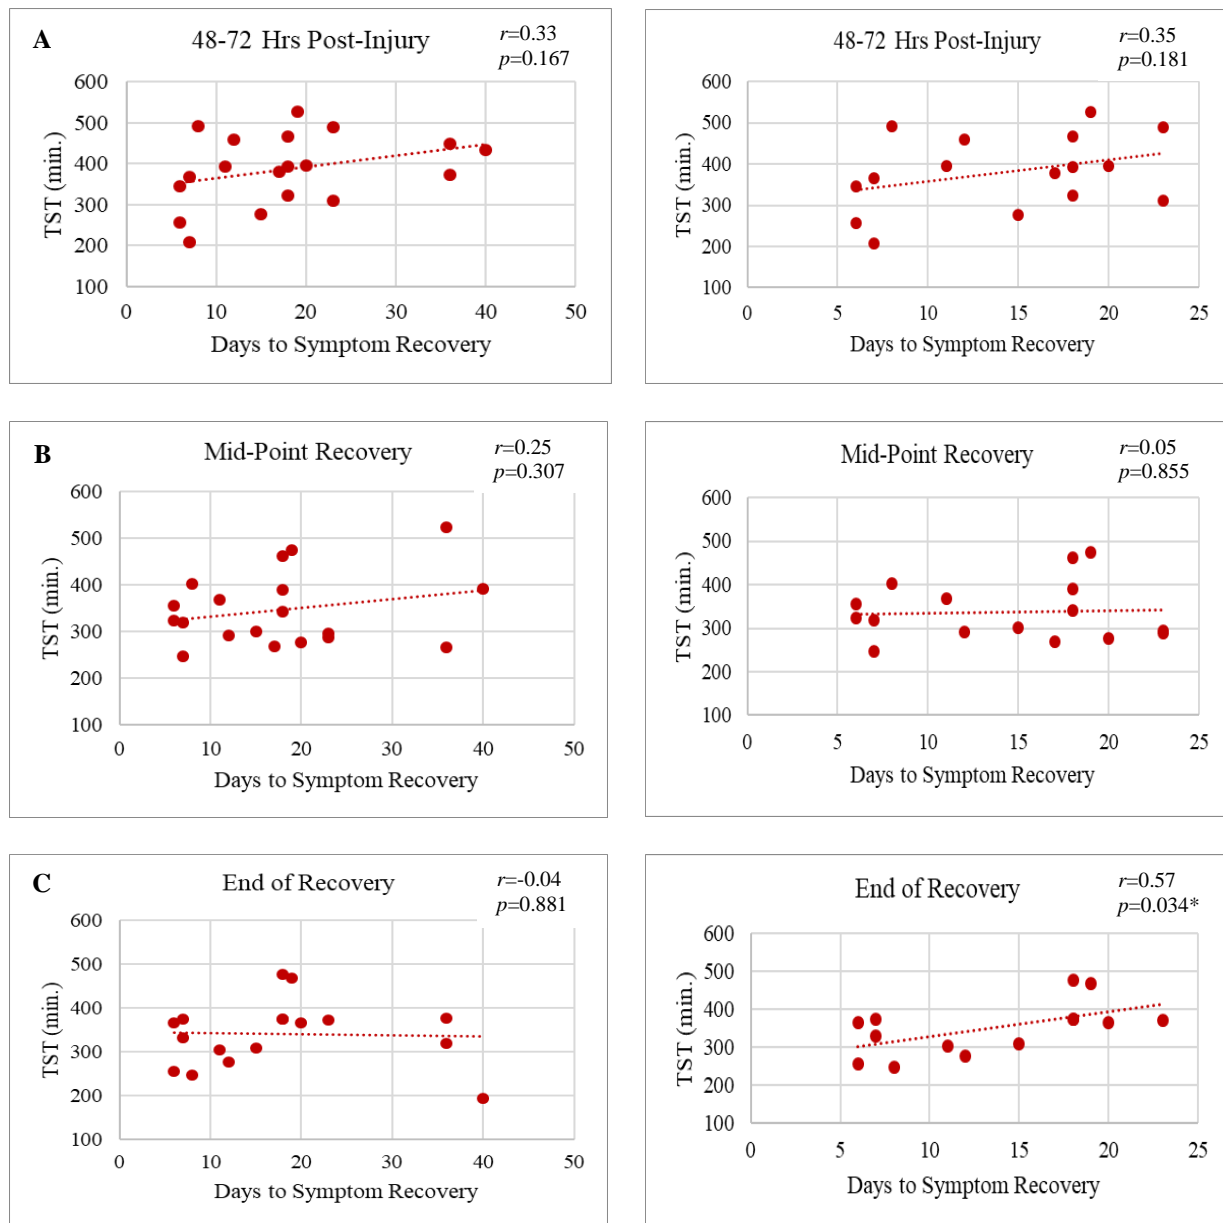 A
48-72 Hrs Post-Injury
r=0.33
p=0.167
TST (min.)
600
500
400
300
200
100
0 10 20 30 40 50
Days to Symptom Recovery
48-72 Hrs Post-Injury
r=0.35
p=0.181
TST (min.)
600
500
400
300
200
100
0 5 10 15 20 25
Days to Symptom Recovery
B
Mid-Point Recovery
r=0.25
p=0.307
TST (min.)
600
500
400
300
200
100
0 10 20 30 40 50
Days to Symptom Recovery
Mid-Point Recovery
r=0.05
p=0.855
TST (min.)
600
500
400
300
200
100
0 5 10 15 20 25
Days to Symptom Recovery
C
End of Recovery
r=-0.04
p=0.881
TST (min.)
600
500
400
300
200
100
0 10 20 30 40 50
Days to Symptom Recovery
End of Recovery
r=0.57
p=0.034*
TST (min.)
600
500
400
300
200
100
0 5 10 15 20 25
Days to Symptom Recovery